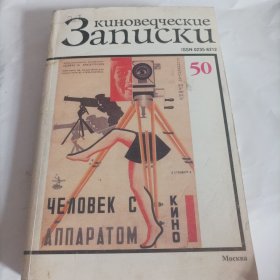 киноведческие
Записки
ISSN 0235-8212
50
ЧЕЛОВЕК С
КИНО
АППАРАТОМ
Москва